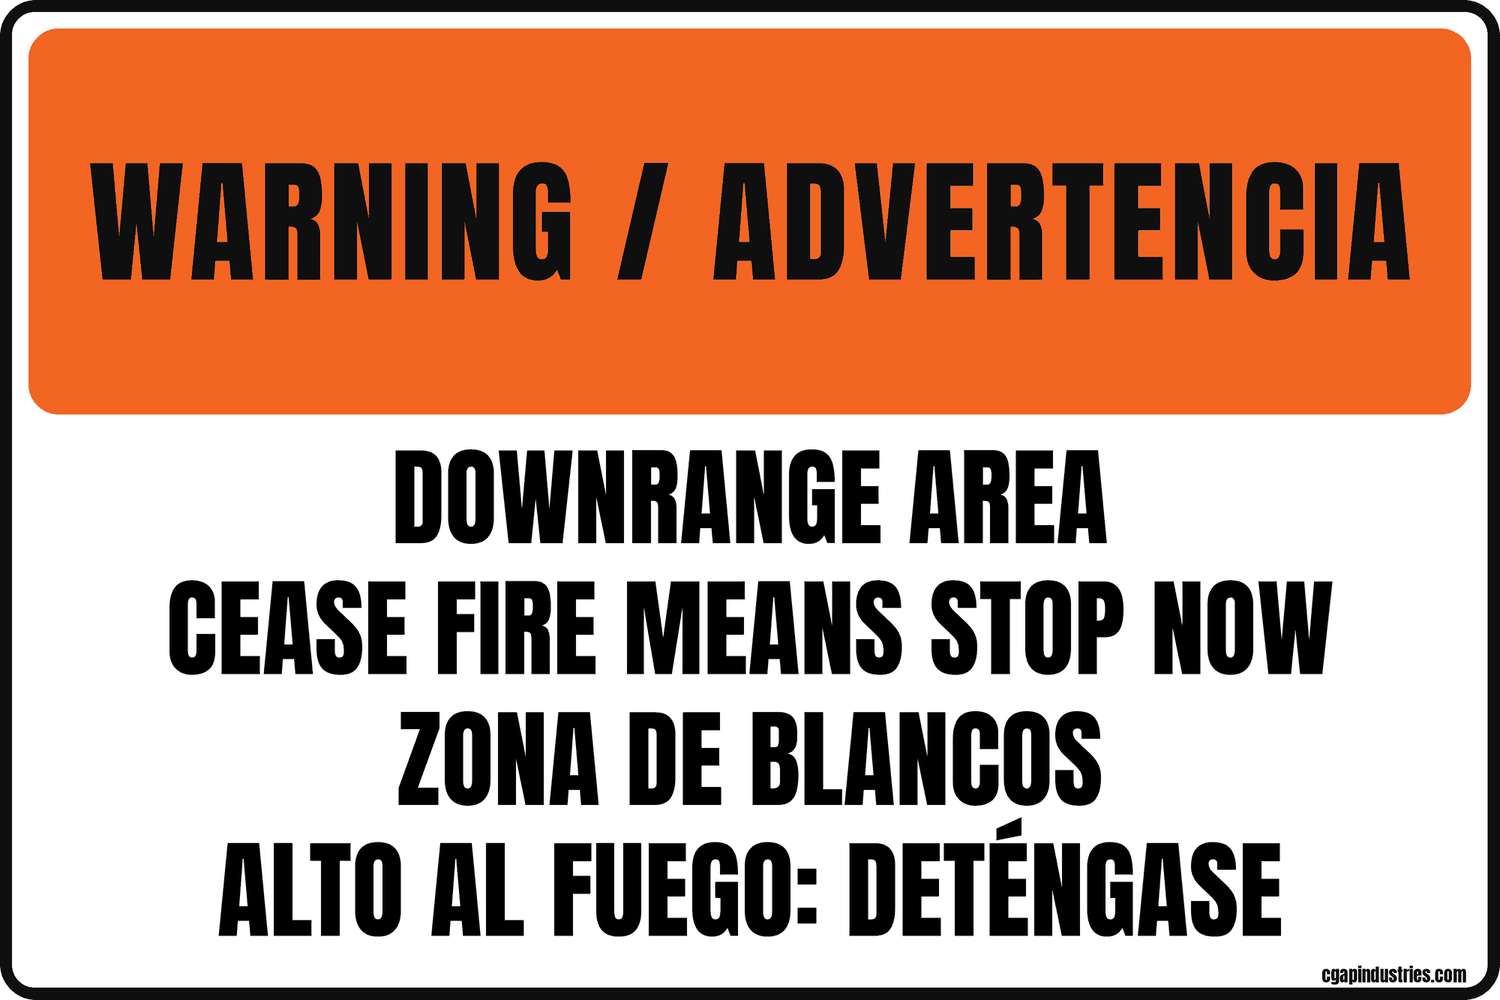 WARNING / ADVERTENCIA
DOWNRANGE AREA
CEASE FIRE MEANS STOP NOW
ZONA DE BLANCOS
ALTO AL FUEGO: DETÉNGASE
cgapindustries.com